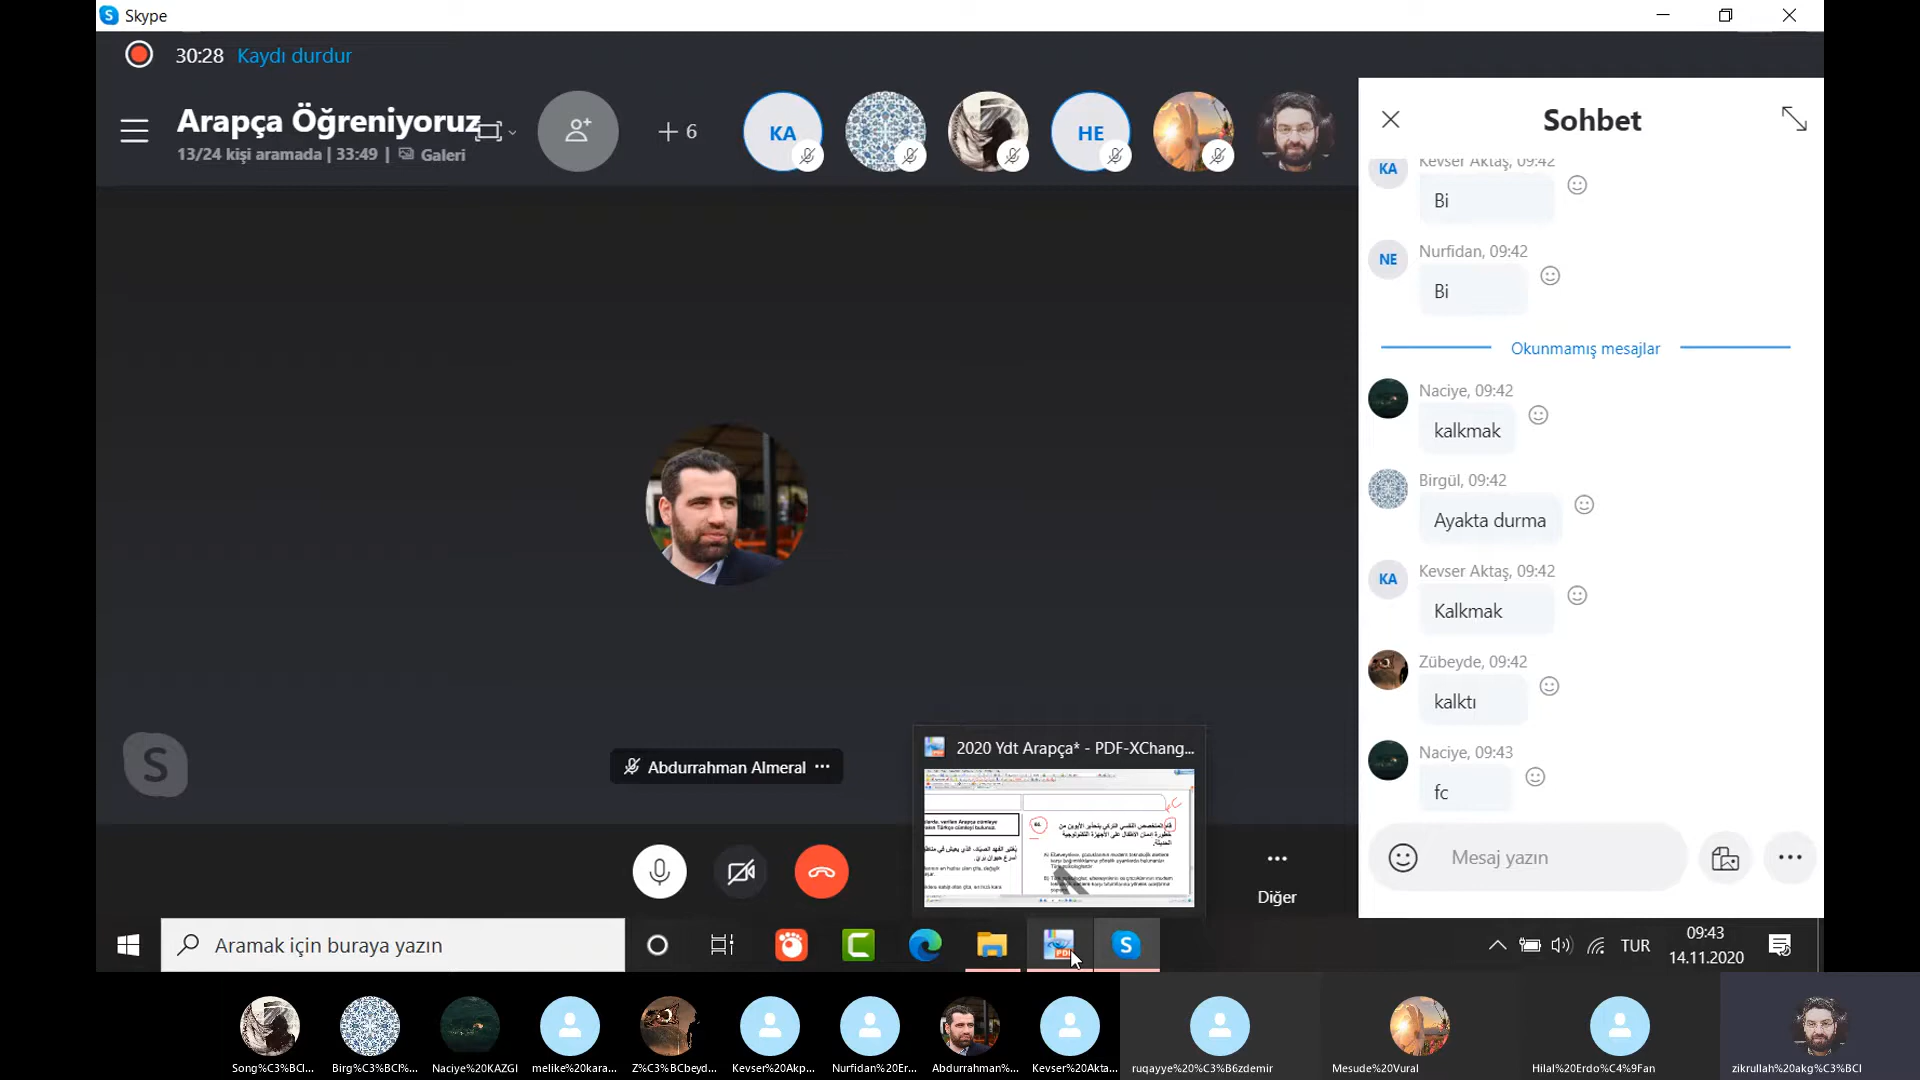 Skype
30:28 Kaydı durdur
Arapça Öğreniyoruz
13/24 kişi aramada | 33:49 | Galeri
+ 6
KA
HE
Sohbet
KA
Kevser Aktaş, 09:42
Bi
NE
Nurfidan, 09:42
Bi
Okunmamış mesajlar
Naciye, 09:42
kalkmak
Birgül, 09:42
Ayakta durma
KA
Kevser Aktaş, 09:42
Kalkmak
Zübeyde, 09:42
kalktı
Naciye, 09:43
fc
Mesaj yazın
Abdurrahman Almeral
2020 Ydt Arapça* - PDF-XChang...
Diğer
Aramak için buraya yazın
TUR
09:43
14.11.2020
Song%C3%BCl...
Birg%C3%BCl%...
Naciye%20KAZGI
melike%20kara...
Z%C3%BCbeyd...
Kevser%20Akp...
Nurfidan%20Er...
Abdurrahman%...
Kevser%20Akta...
ruqayye%20%C3%B6zdemir
Mesude%20Vural
Hilal%20Erdo%C4%9Fan
zikrullah%20akg%C3%BCl